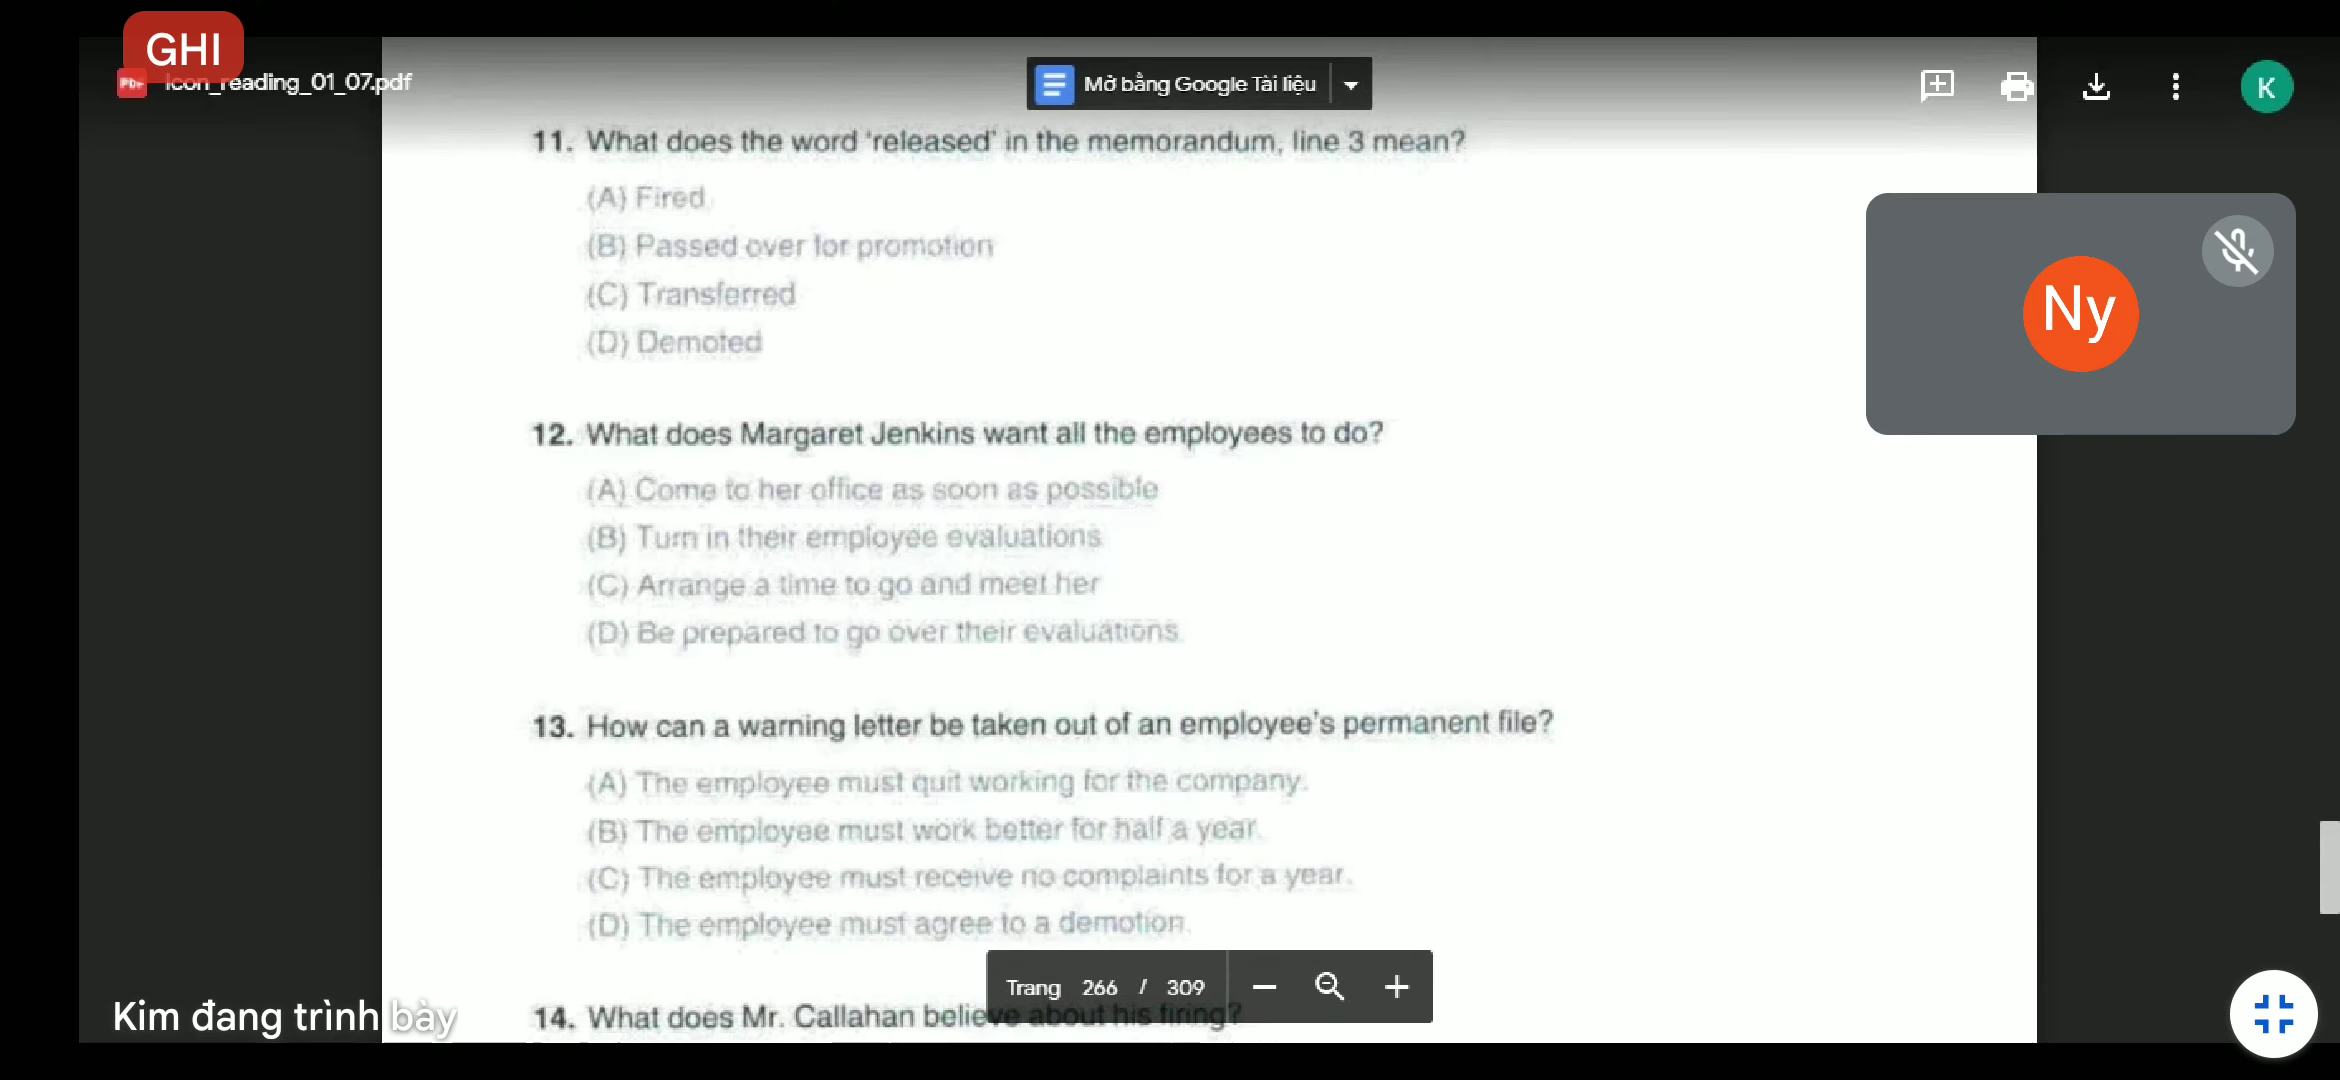 GHI
Icon_reading_01_07.pdf
Mở bằng Google Tài liệu
K
11. What does the word 'released' in the memorandum, line 3 mean?
(A) Fired
(B) Passed over for promotion
(C) Transferred
(D) Demoted
Ny
12. What does Margaret Jenkins want all the employees to do?
(A) Come to her office as soon as possible
(B) Turn in their employee evaluations
(C) Arrange a time to go and meet her
(D) Be prepared to go over their evaluations
13. How can a warning letter be taken out of an employee's permanent file?
(A) The employee must quit working for the company.
(B) The employee must work better for half a year.
(C) The employee must receive no complaints for a year.
(D) The employee must agree to a demotion.
Trang 266 / 309
Kim đang trình bày
14. What does Mr. Callahan believe about his firing?